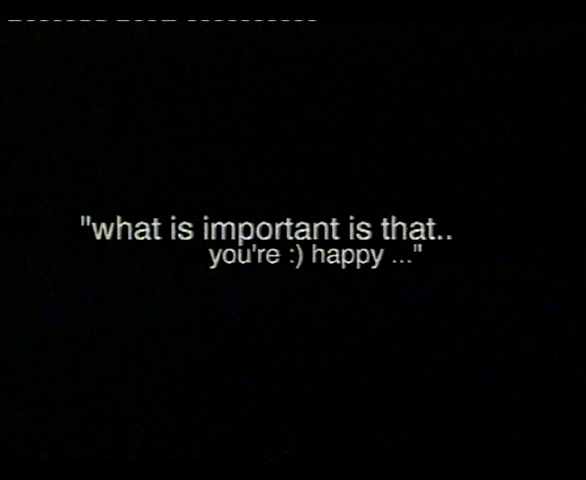 "what is important is that..
you're :) happy ..."